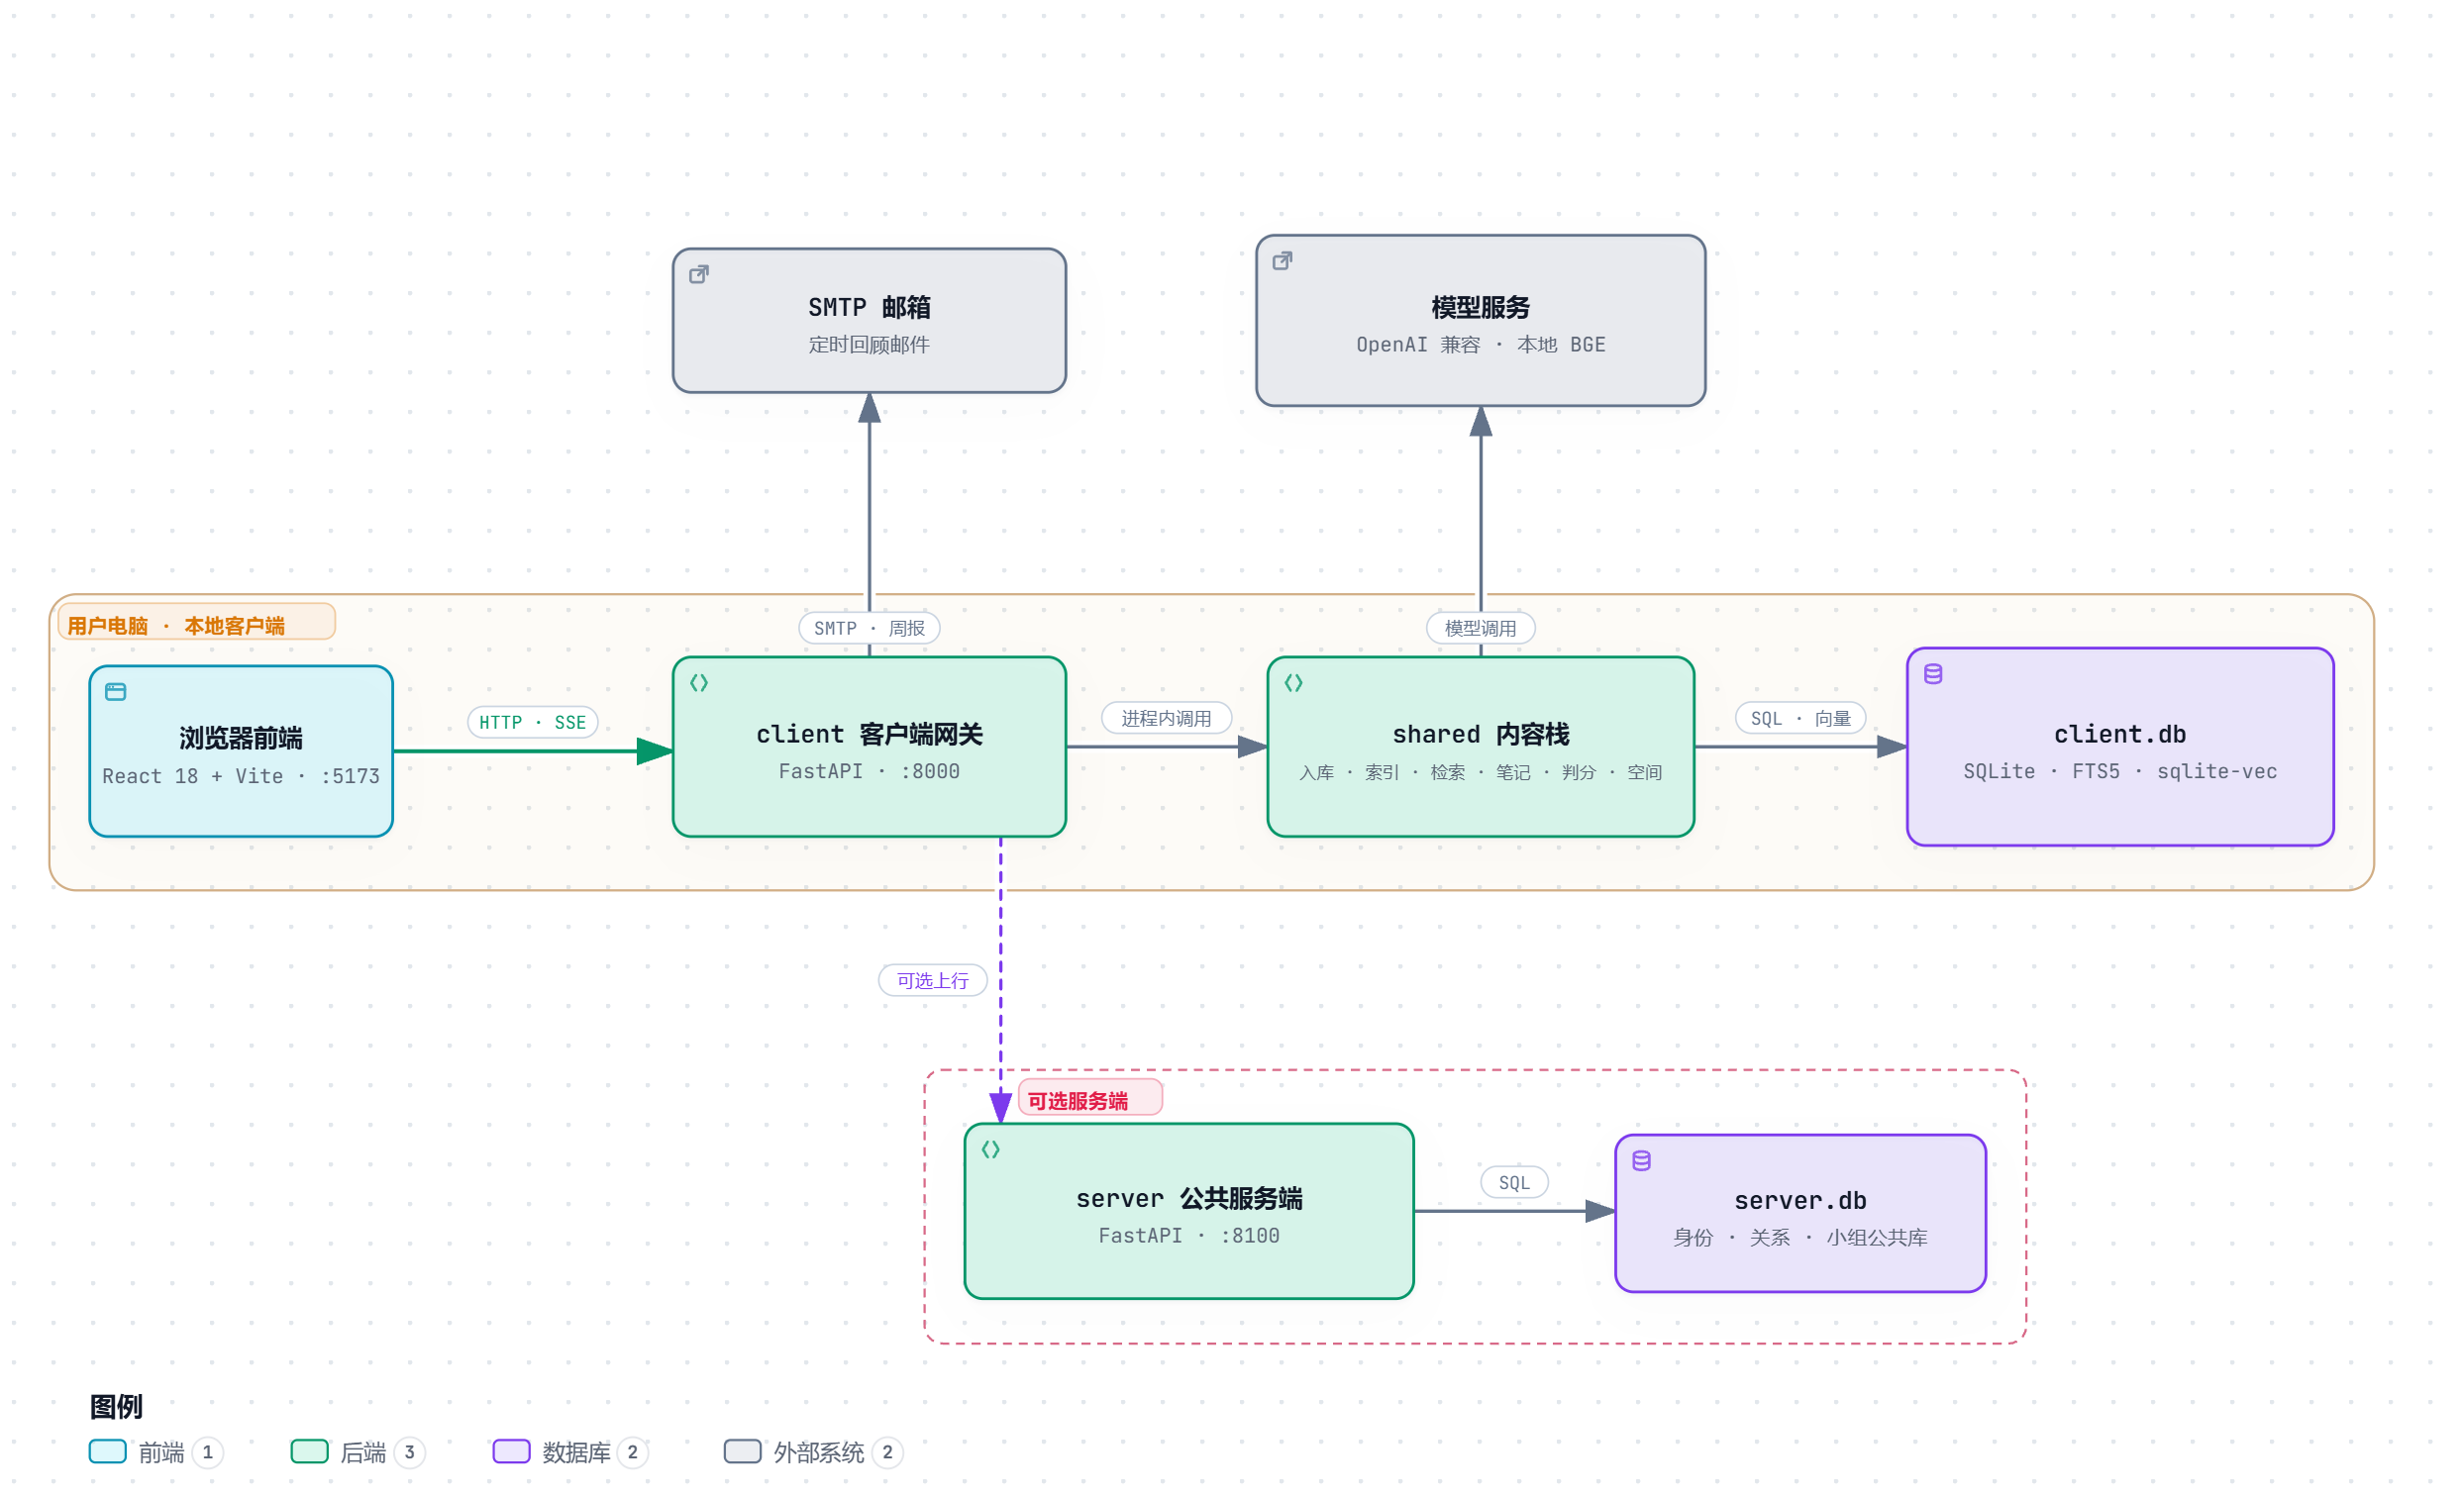 SMTP 邮箱
定时回顾邮件
模型服务
OpenAI 兼容 · 本地 BGE
用户电脑 · 本地客户端
SMTP · 周报
模型调用
浏览器前端
React 18 + Vite · :5173
HTTP · SSE
client 客户端网关
FastAPI · :8000
进程内调用
shared 内容栈
入库 · 索引 · 检索 · 笔记 · 判分 · 空间
SQL · 向量
client.db
SQLite · FTS5 · sqlite-vec
可选上行
可选服务端
server 公共服务端
FastAPI · :8100
SQL
server.db
身份 · 关系 · 小组公共库
图例
前端 1
后端 3
数据库 2
外部系统 2